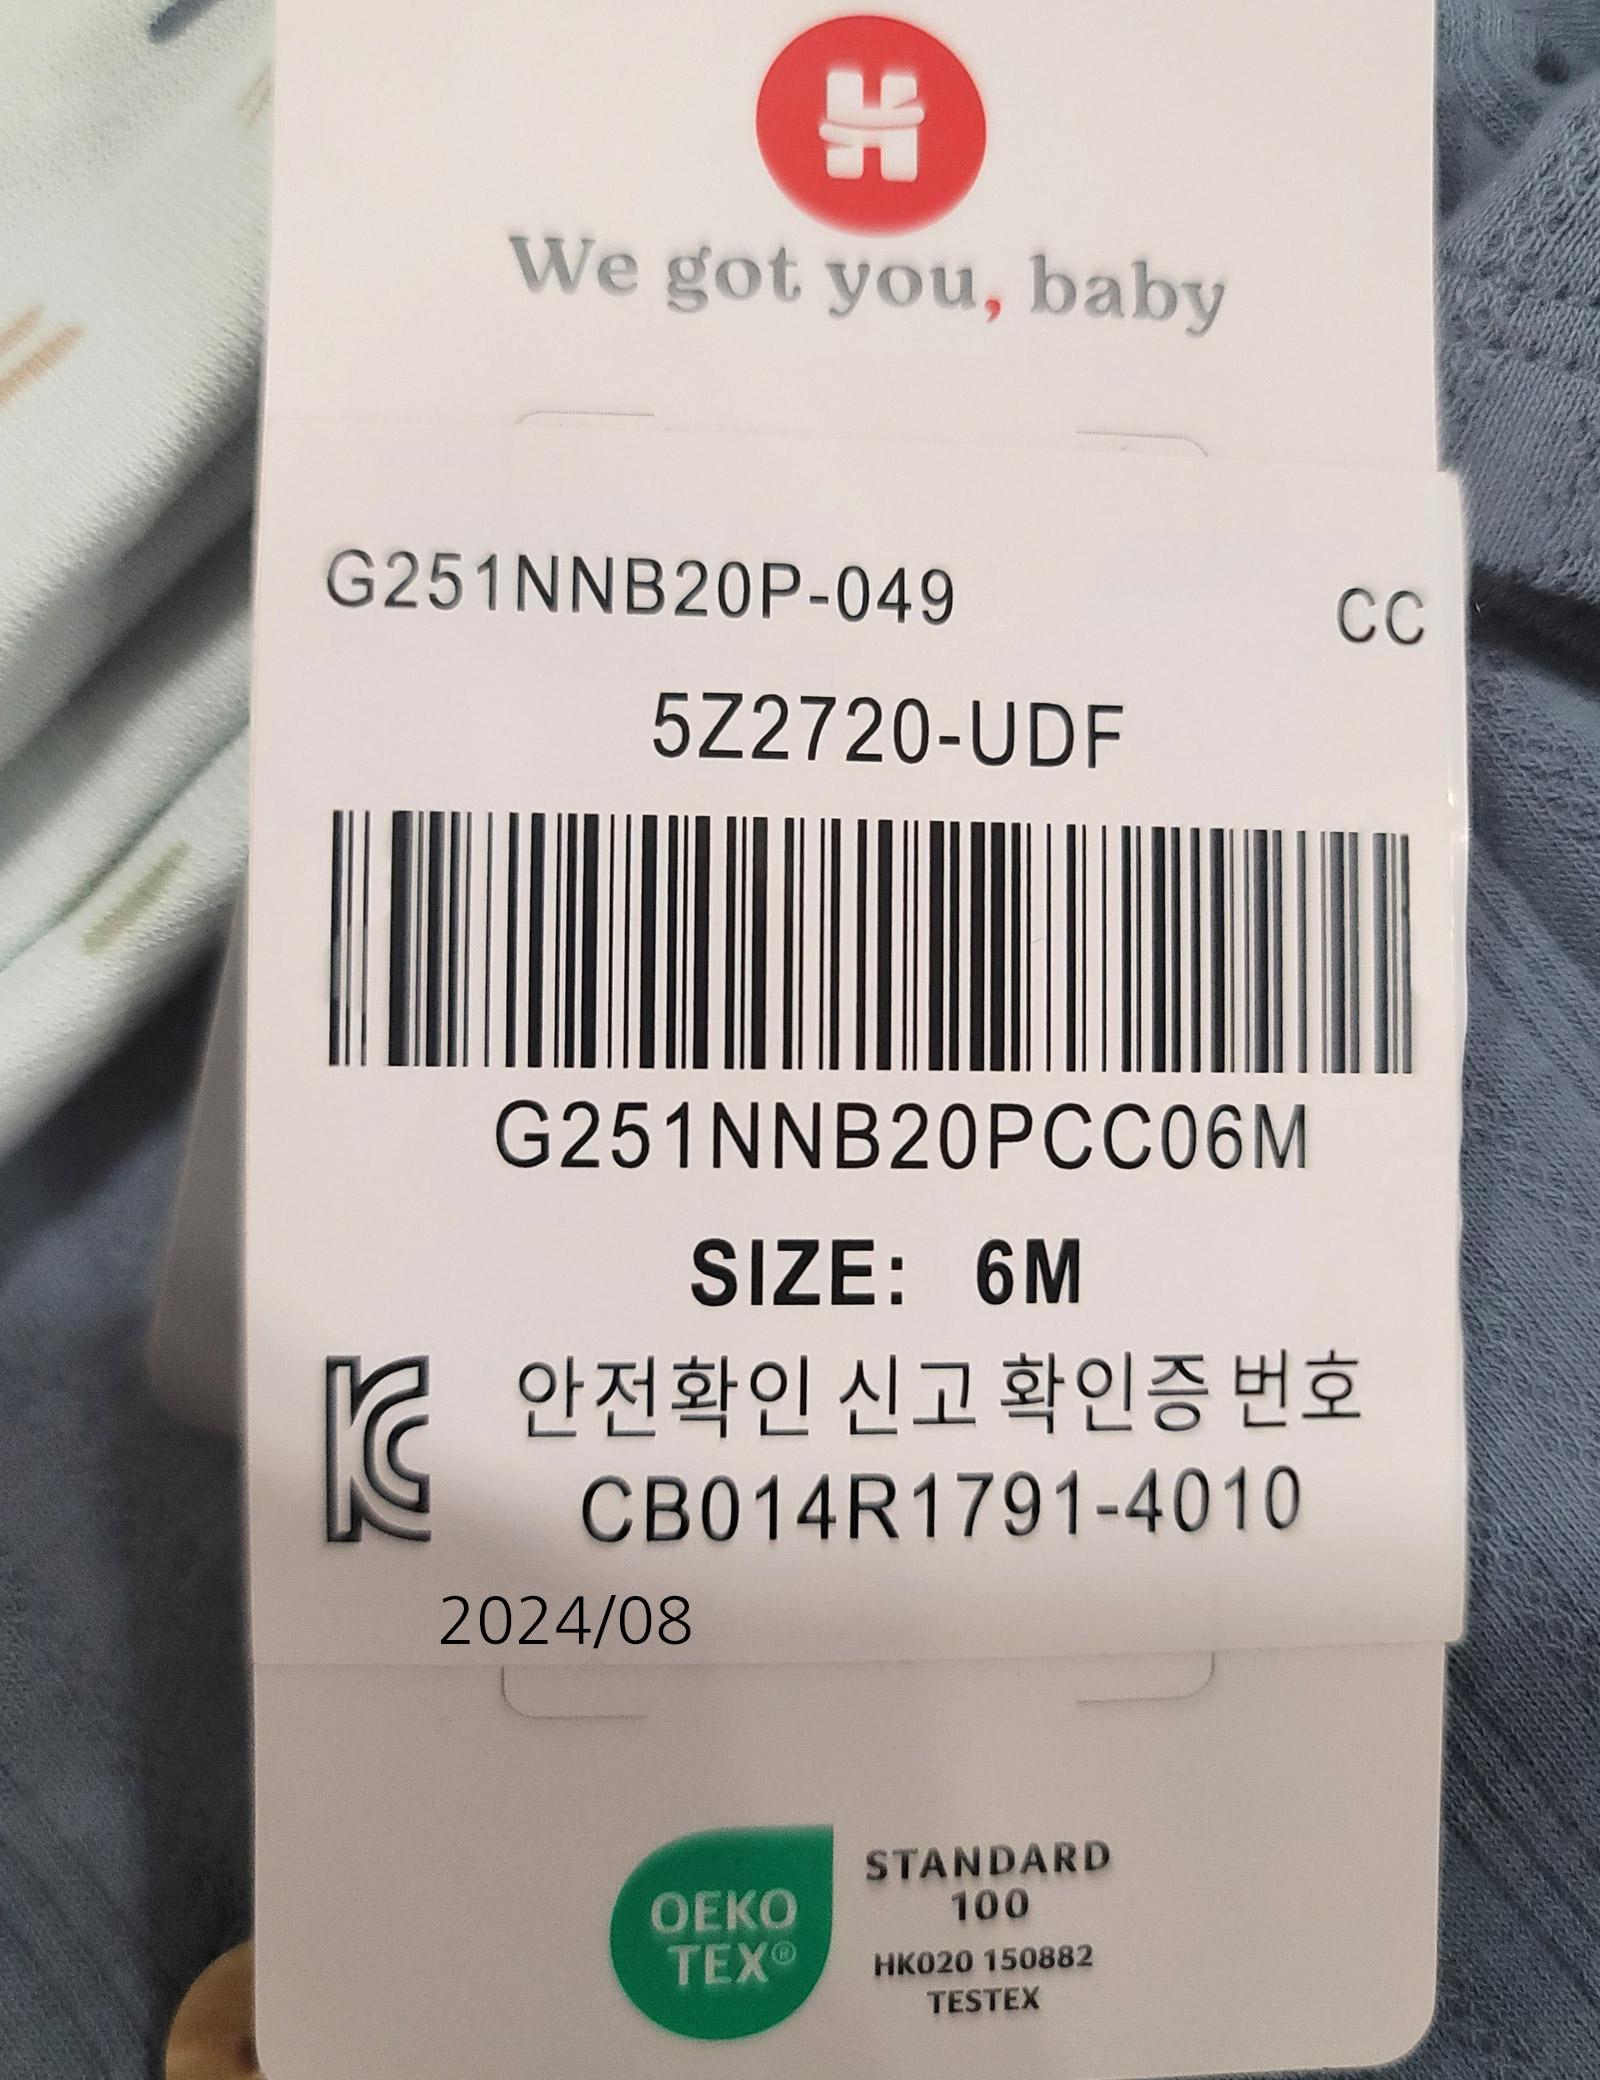 We got you, baby
G251NNB20P-049 CC
5Z2720-UDF
G251NNB20PCC06M
SIZE: 6M
안전확인 신고 확인증 번호
CB014R1791-4010
2024/08
OEKO
TEX®
STANDARD
100
HK020 150882
TESTEX